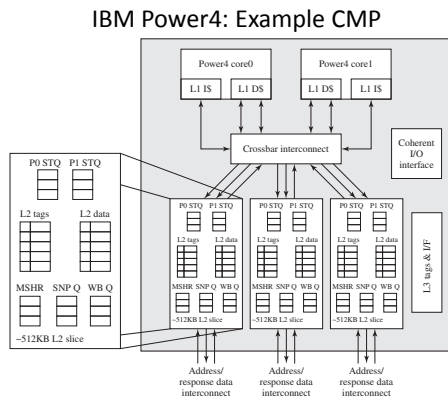 IBM Power4: Example CMP
Power4 core0
Power4 core1
L1 I$
L1 D$
L1 D$
L1 I$
Crossbar interconnect
Coherent
I/O
interface
P0 STQ P1 STQ
L2 tags
L2 data
MSHR SNP Q WB Q
~512KB L2 slice
P0 STQ P1 STQ
L2 tags
L2 data
MSHR SNP Q WB Q
~512KB L2 slice
P0 STQ P1 STQ
L2 tags
L2 data
MSHR SNP Q WB Q
~512KB L2 slice
P0 STQ P1 STQ
L2 tags
L2 data
MSHR SNP Q WB Q
~512KB L2 slice
L3 tags & I/F
Address/
response data
interconnect
Address/
response data
interconnect
Address/
response data
interconnect